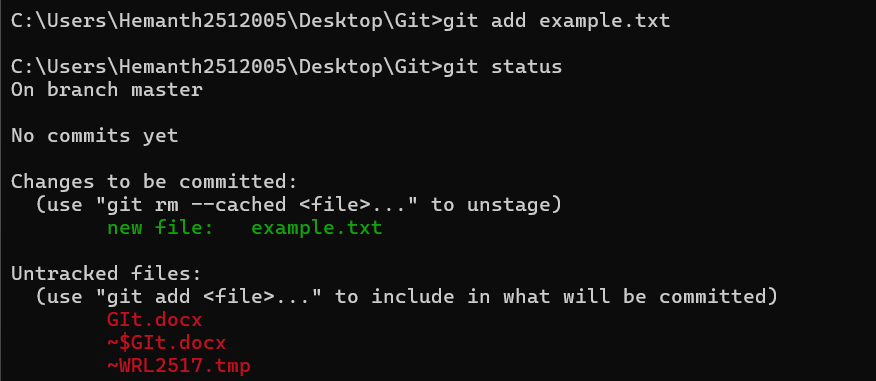 C:\Users\Hemanth2512005\Desktop\Git>git add example.txt
C:\Users\Hemanth2512005\Desktop\Git>git status
On branch master
No commits yet
Changes to be committed:
(use "git rm --cached <file>..." to unstage)
new file:   example.txt
Untracked files:
(use "git add <file>..." to include in what will be committed)
GIt.docx
~$GIt.docx
~WRL2517.tmp